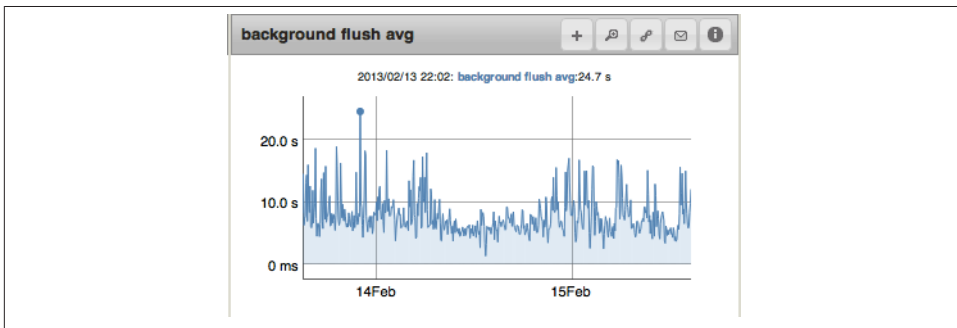 background flush avg
2013/02/13 22:02: background flush avg:24.7 s
20.0 s
10.0 s
0 ms
14Feb
15Feb